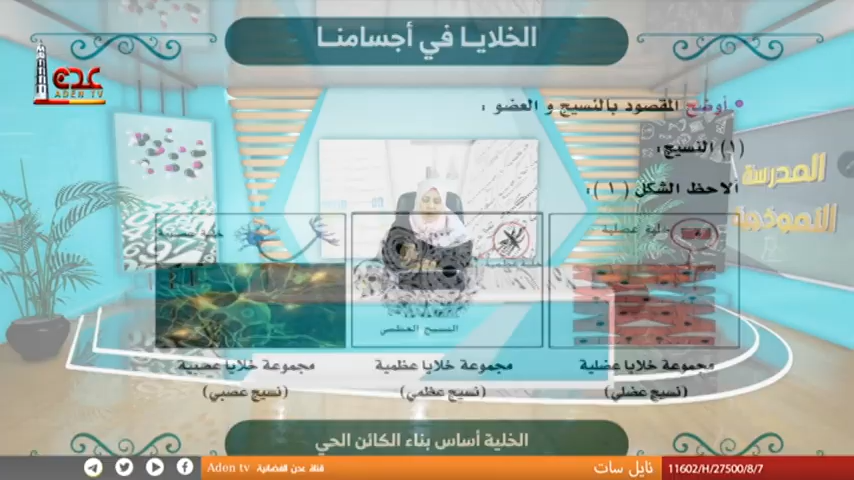 الخلايا في أجسامنا
عدن
ADEN TV
• أوضح المقصود بالنسيج و العضو :
(١) النسيج:
الاحظ الشكل (١):
المدرسة
النموذجية
خلية عضلية
النسيج العظمي
مجموعة خلايا عضلية
مجموعة خلايا عظمية
مجموعة خلايا عصبية
(نسيج عضلي)
(نسيج عظمي)
(نسيج عصبي)
الخلية أساس بناء الكائن الحي
Aden tv قناة عدن الفضائية
نايل سات
11602/H/27500/8/7